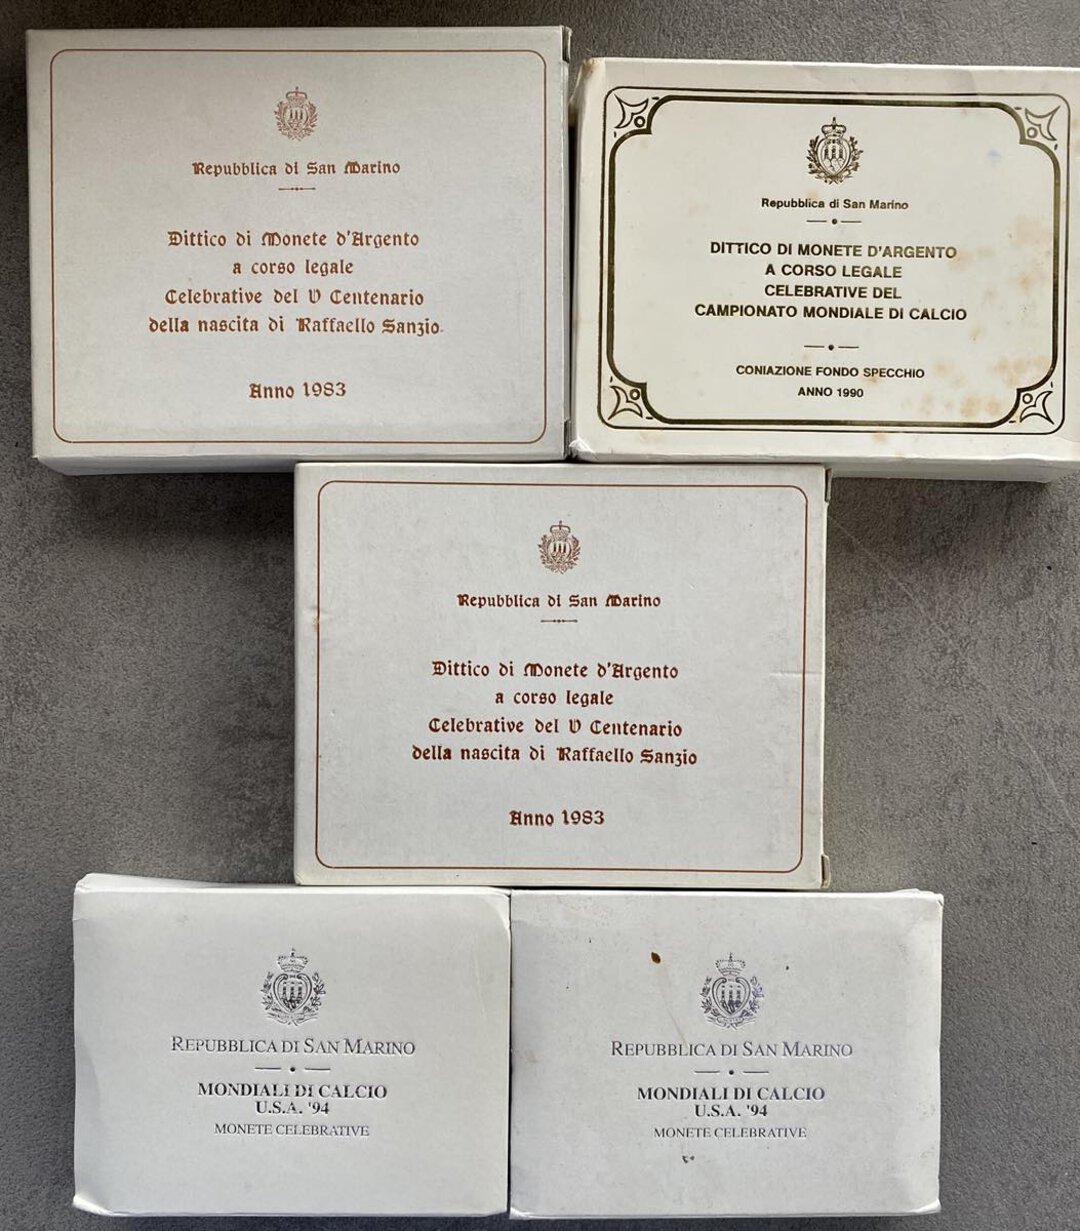 Repubblica di San Marino
Dittico di Monete d'Argento
a corso legale
Celebrative del V Centenario
della nascita di Raffaello Sanzio
Anno 1983
Repubblica di San Marino
DITTICO DI MONETE D'ARGENTO
A CORSO LEGALE
CELEBRATIVE DEL
CAMPIONATO MONDIALE DI CALCIO
CONIAZIONE FONDO SPECCHIO
ANNO 1990
Repubblica di San Marino
Dittico di Monete d'Argento
a corso legale
Celebrative del V Centenario
della nascita di Raffaello Sanzio
Anno 1983
REPUBBLICA DI SAN MARINO
MONDIALI DI CALCIO
U.S.A. '94
MONETE CELEBRATIVE
REPUBBLICA DI SAN MARINO
MONDIALI DI CALCIO
U.S.A. '94
MONETE CELEBRATIVE